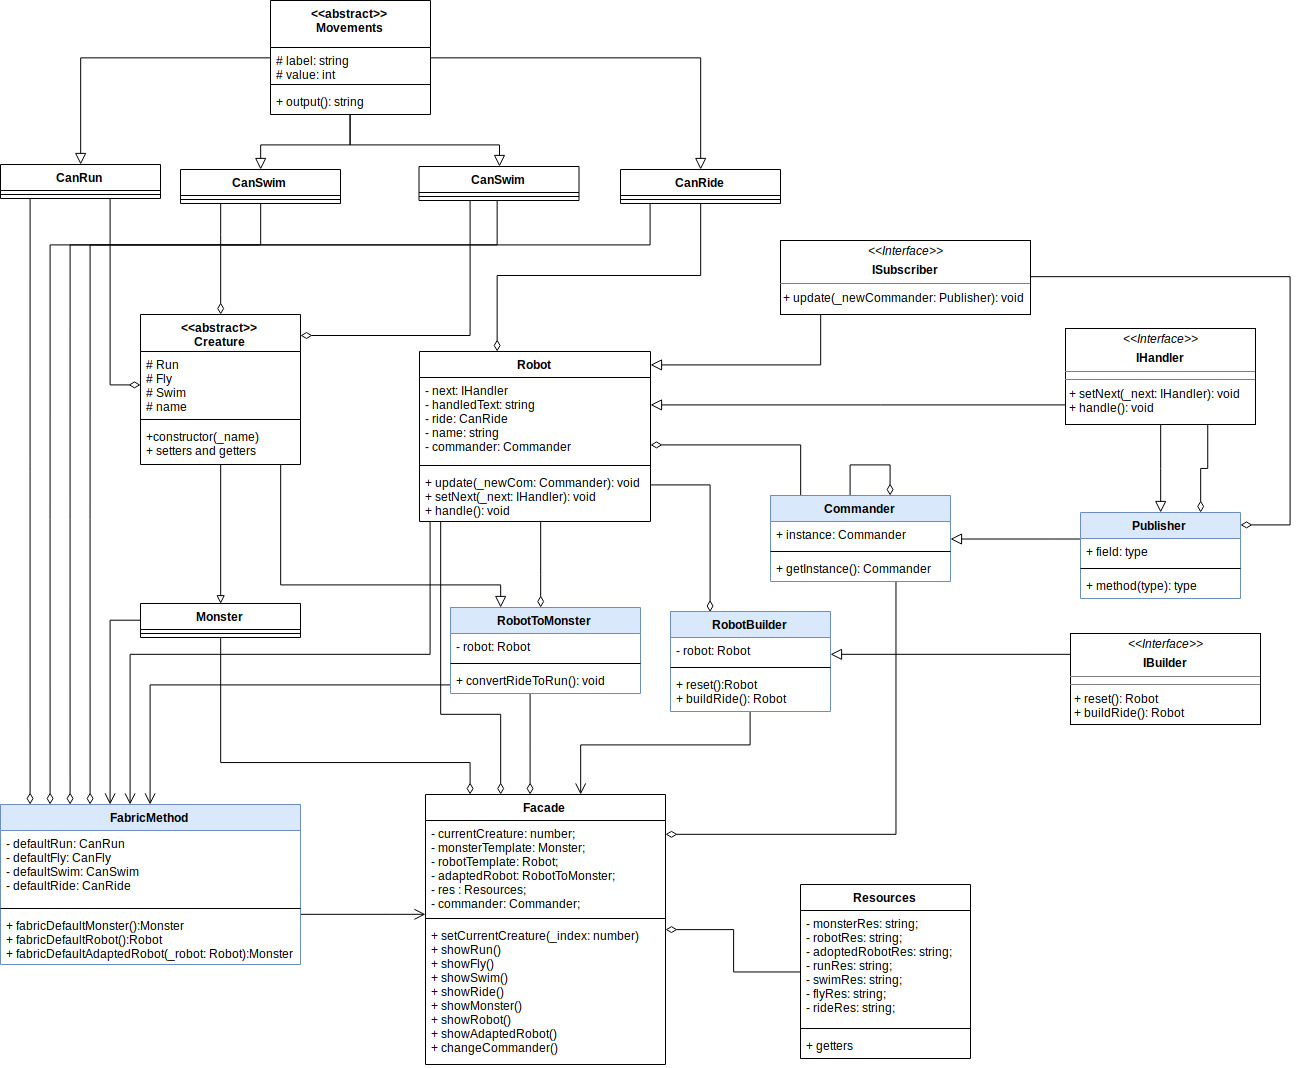 <<abstract>>
Movements
# label: string
# value: int
+ output(): string
CanRun
CanSwim
CanSwim
CanRide
<<Interface>>
ISubscriber
+ update(_newCommander: Publisher): void
<<abstract>>
Creature
# Run
# Fly
# Swim
# name
+constructor(_name)
+ setters and getters
Robot
- next: IHandler
- handledText: string
- ride: CanRide
- name: string
- commander: Commander
+ update(_newCom: Commander): void
+ setNext(_next: IHandler): void
+ handle(): void
<<Interface>>
IHandler
+ setNext(_next: IHandler): void
+ handle(): void
Commander
+ instance: Commander
+ getInstance(): Commander
Publisher
+ field: type
+ method(type): type
Monster
RobotToMonster
- robot: Robot
+ convertRideToRun(): void
RobotBuilder
- robot: Robot
+ reset():Robot
+ buildRide(): Robot
<<Interface>>
IBuilder
+ reset(): Robot
+ buildRide(): Robot
FabricMethod
- defaultRun: CanRun
- defaultFly: CanFly
- defaultSwim: CanSwim
- defaultRide: CanRide
+ fabricDefaultMonster():Monster
+ fabricDefaultRobot():Robot
+ fabricDefaultAdaptedRobot(_robot: Robot):Monster
Facade
- currentCreature: number;
- monsterTemplate: Monster;
- robotTemplate: Robot;
- adaptedRobot: RobotToMonster;
- res : Resources;
- commander: Commander;
+ setCurrentCreature(_index: number)
+ showRun()
+ showFly()
+ showSwim()
+ showRide()
+ showMonster()
+ showRobot()
+ showAdaptedRobot()
+ changeCommander()
Resources
- monsterRes: string;
- robotRes: string;
- adoptedRobotRes: string;
- runRes: string;
- swimRes: string;
- flyRes: string;
- rideRes: string;
+ getters